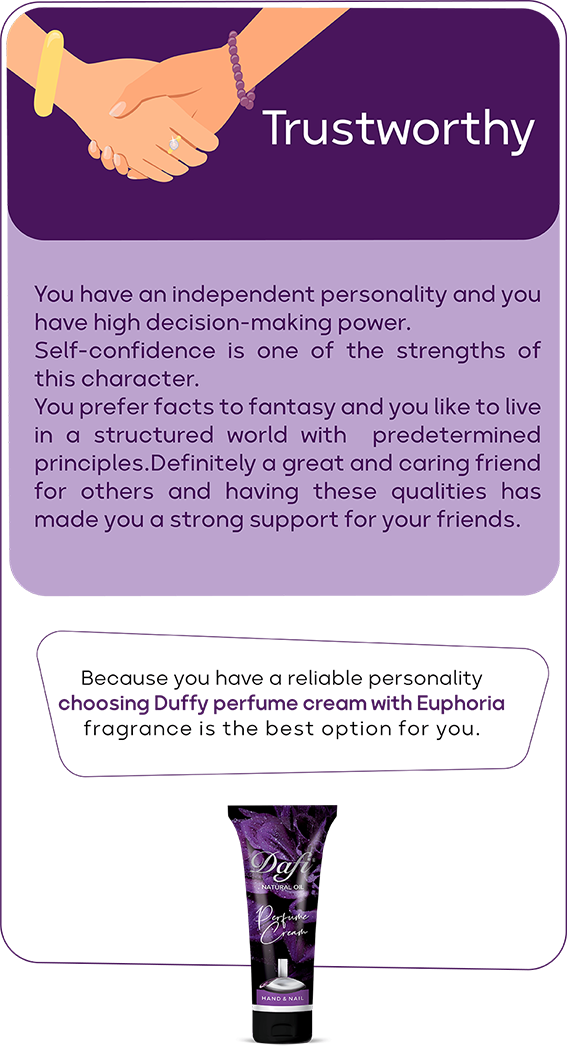 Trustworthy
You have an independent personality and you
have high decision-making power.
Self-confidence is one of the strengths of
this character.
You prefer facts to fantasy and you like to live
in a structured world with predetermined
principles.Definitely a great and caring friend
for others and having these qualities has
made you a strong support for your friends.
Because you have a reliable personality
choosing Duffy perfume cream with Euphoria
fragrance is the best option for you.
Dafi
NATURAL OIL
Perfume
Cream
HAND & NAIL